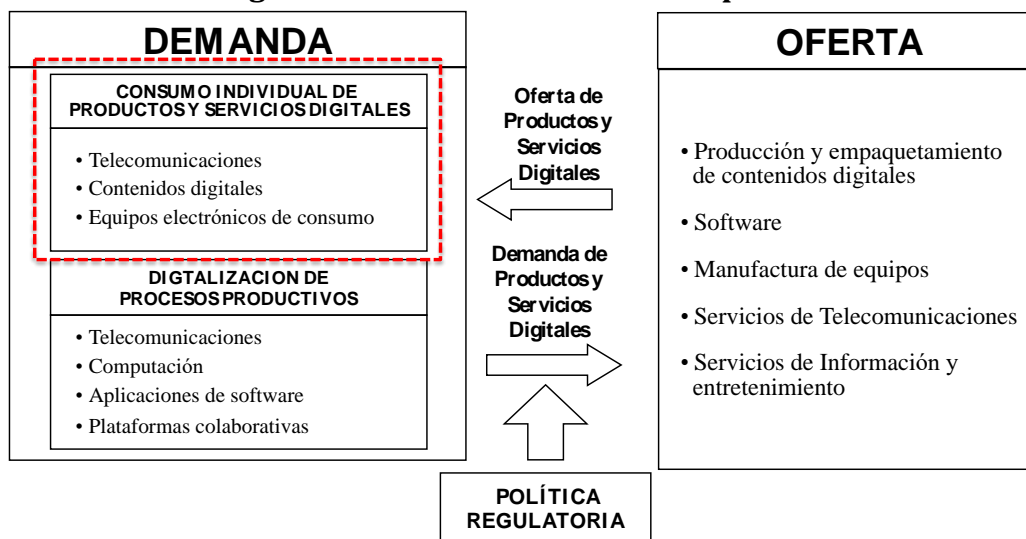 DEMANDA
CONSUMO INDIVIDUAL DE
PRODUCTOS Y SERVICIOS DIGITALES
• Telecomunicaciones
• Contenidos digitales
• Equipos electrónicos de consumo
DIGTALIZACION DE
PROCESOS PRODUCTIVOS
• Telecomunicaciones
• Computación
• Aplicaciones de software
• Plataformas colaborativas
Oferta de
Productos y
Servicios
Digitales
Demanda de
Productos y
Servicios
Digitales
POLÍTICA
REGULATORIA
OFERTA
• Producción y empaquetamiento
de contenidos digitales
• Software
• Manufactura de equipos
• Servicios de Telecomunicaciones
• Servicios de Información y
entretenimiento